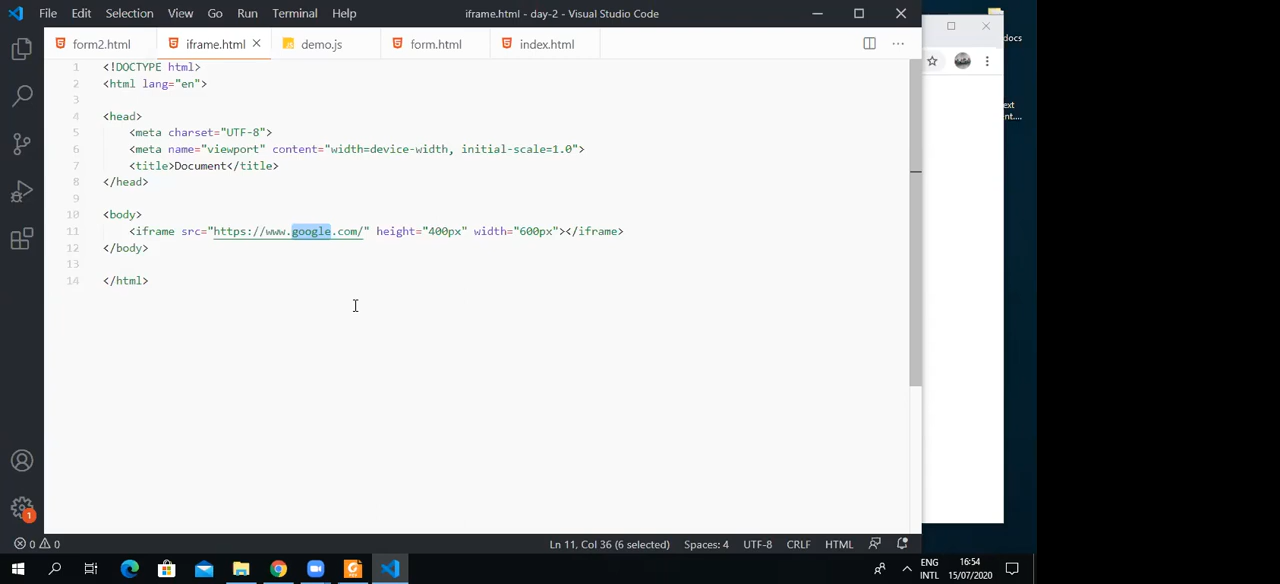 File Edit Selection View Go Run Terminal Help iframe.html - day-2 - Visual Studio Code
form2.html iframe.html demo.js form.html index.html
docs
ext
nt....
1 <!DOCTYPE html>
2 <html lang="en">
3
4 <head>
5 <meta charset="UTF-8">
6 <meta name="viewport" content="width=device-width, initial-scale=1.0">
7 <title>Document</title>
8 </head>
9
10 <body>
11 <iframe src="https://www.google.com/" height="400px" width="600px"></iframe>
12 </body>
13
14 </html>
1
0 0 Ln 11, Col 36 (6 selected) Spaces: 4 UTF-8 CRLF HTML
ENG 16:54
INTL 15/07/2020